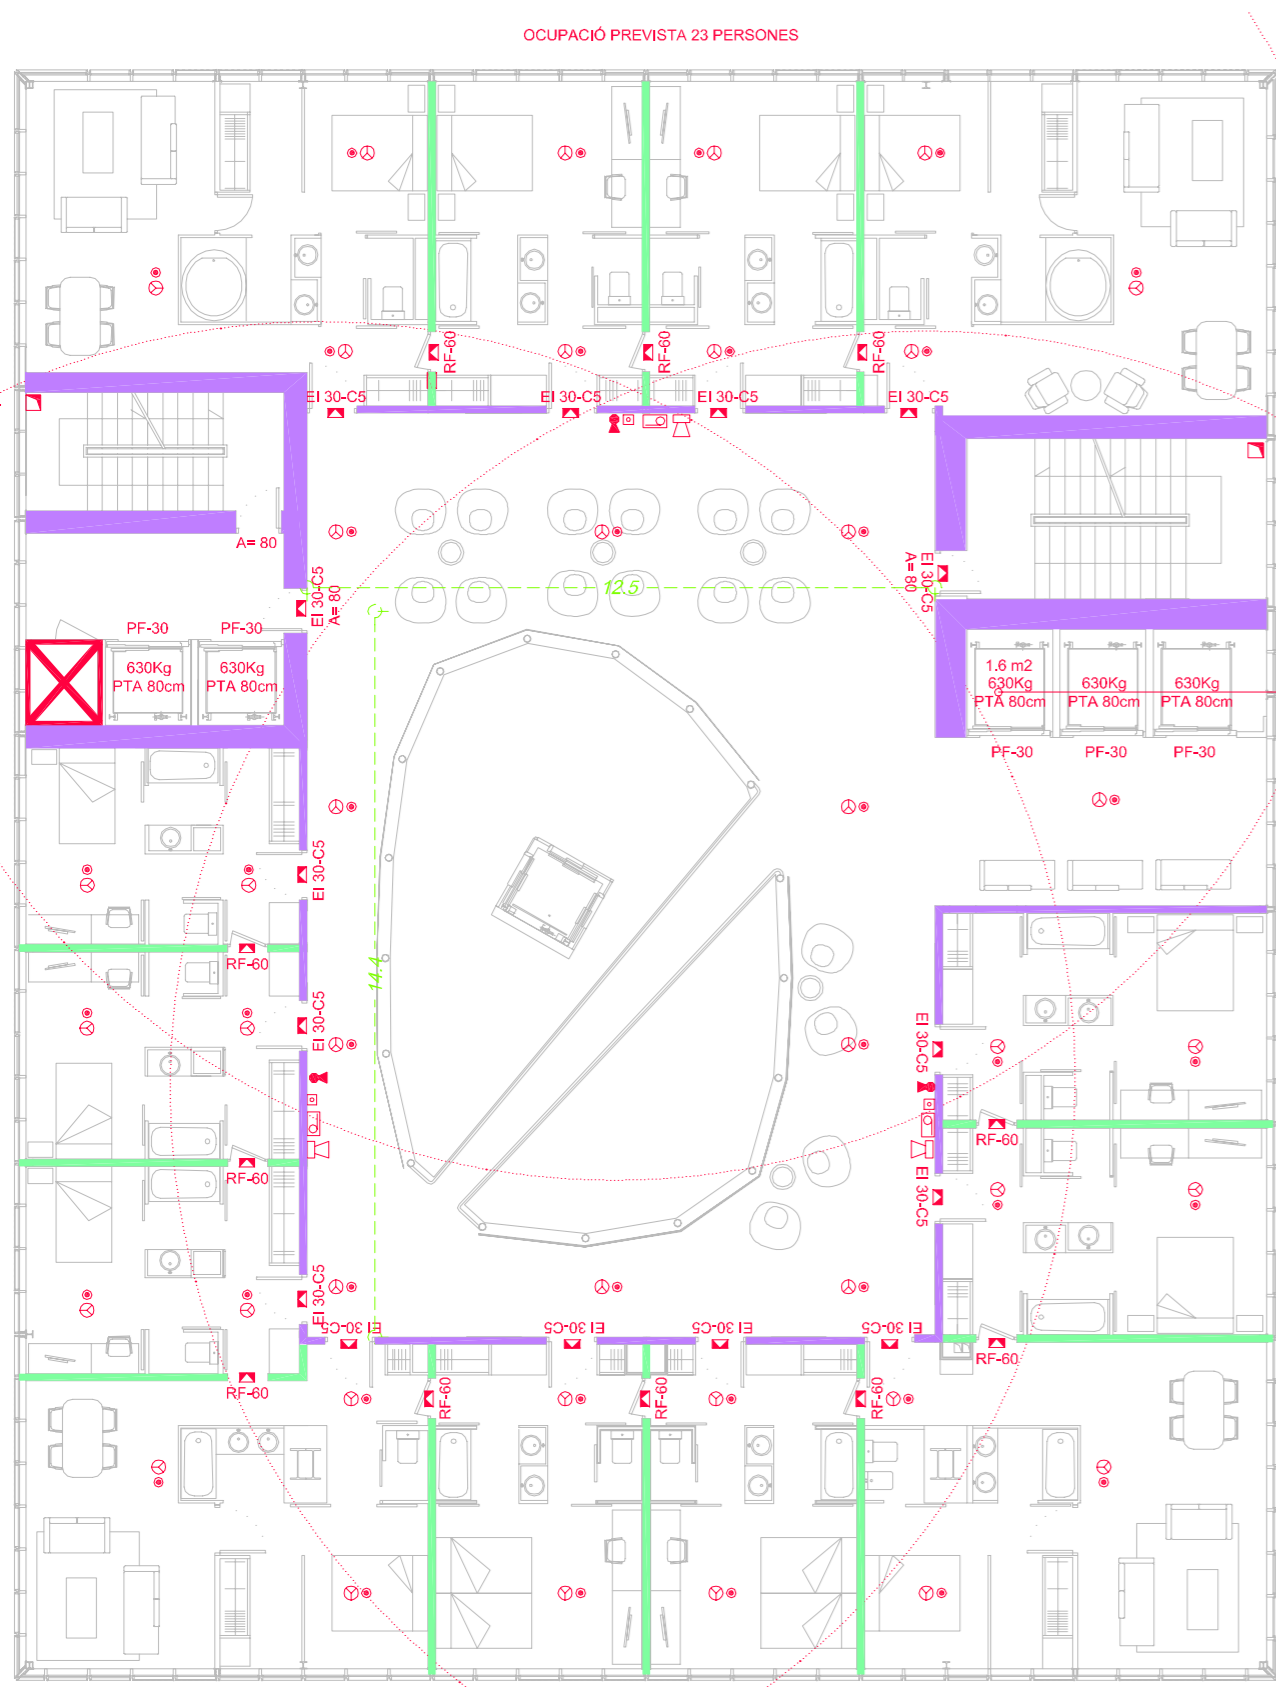 OCUPACIÓ PREVISTA 23 PERSONES
RF-60
RF-60
RF-60
EI 30-C5
EI 30-C5
EI 30-C5
EI 30-C5
A= 80
EI 30-C5
A= 80
12.5
EI 30-C5
A= 80
PF-30
PF-30
630Kg
PTA 80cm
630Kg
PTA 80cm
1.6 m2
630Kg
PTA 80cm
630Kg
PTA 80cm
630Kg
PTA 80cm
PF-30
PF-30
PF-30
EI 30-C5
RF-60
14.4
EI 30-C5
EI 30-C5
RF-60
RF-60
EI 30-C5
EI 30-C5
EI 30-C5
EI 30-C5
EI 30-C5
EI 30-C5
RF-60
RF-60
RF-60
RF-60
RF-60